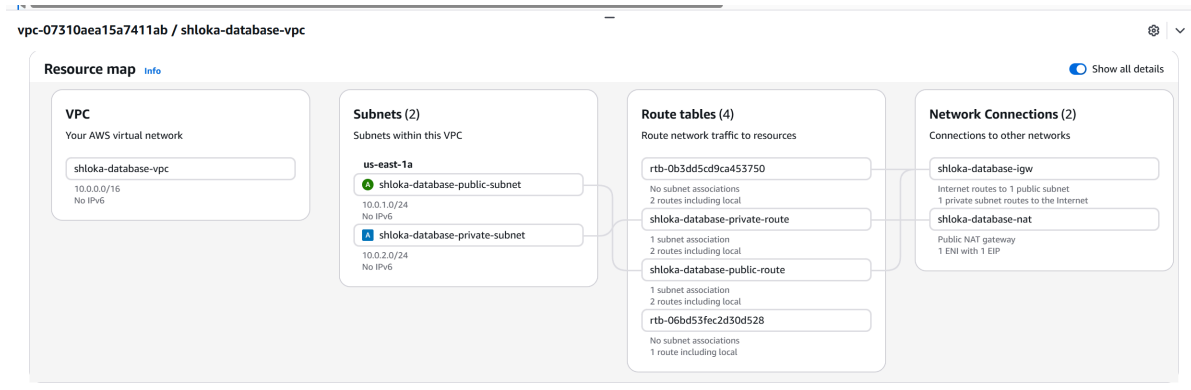 vpc-07310aea15a7411ab / shloka-database-vpc
Resource map Info
Show all details
VPC
Your AWS virtual network
shloka-database-vpc
10.0.0.0/16
No IPv6
Subnets (2)
Subnets within this VPC
us-east-1a
A shloka-database-public-subnet
10.0.1.0/24
No IPv6
A shloka-database-private-subnet
10.0.2.0/24
No IPv6
Route tables (4)
Route network traffic to resources
rtb-0b3dd5cd9ca453750
No subnet associations
2 routes including local
shloka-database-private-route
1 subnet association
2 routes including local
shloka-database-public-route
1 subnet association
2 routes including local
rtb-06bd53fec2d30d528
No subnet associations
1 route including local
Network Connections (2)
Connections to other networks
shloka-database-igw
Internet routes to 1 public subnet
1 private subnet routes to the Internet
shloka-database-nat
Public NAT gateway
1 ENI with 1 EIP